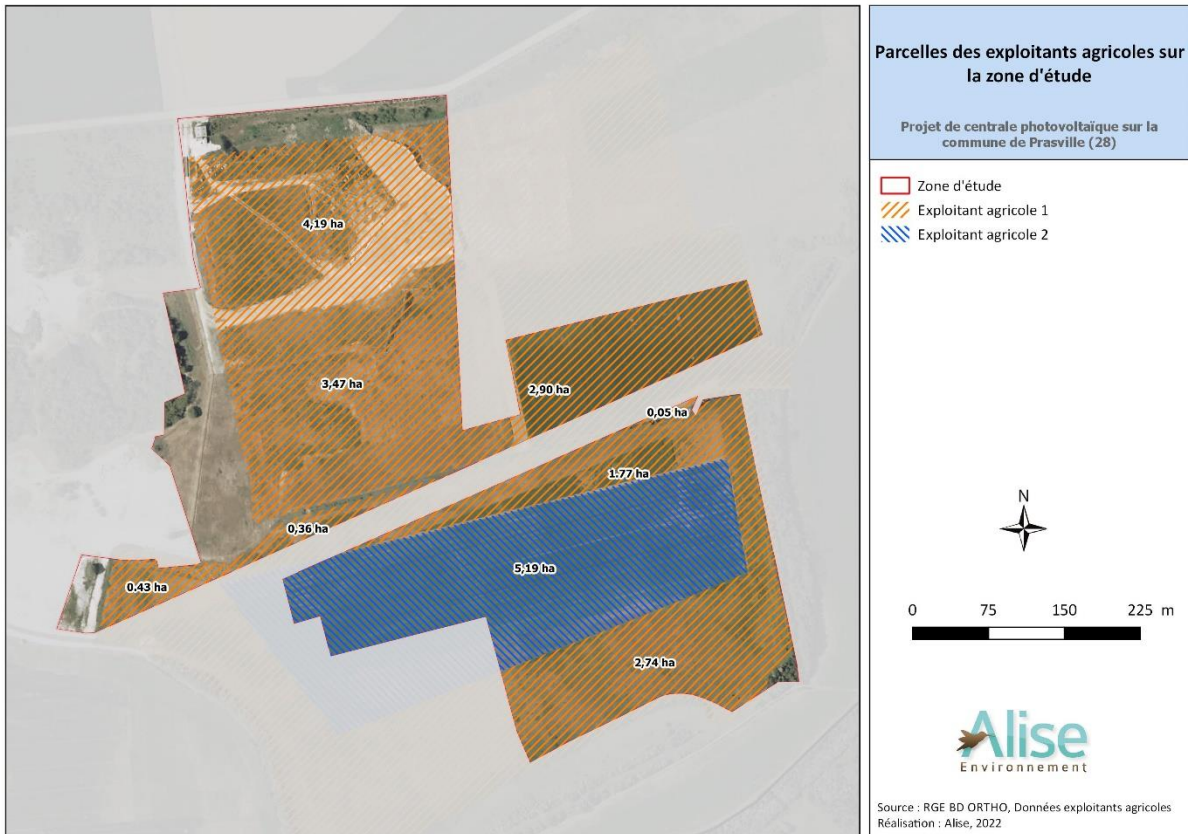 Parcelles des exploitants agricoles sur
la zone d'étude
Projet de centrale photovoltaïque sur la
commune de Prasville (28)
Zone d'étude
Exploitant agricole 1
Exploitant agricole 2
4,19 ha
3,47 ha
2,90 ha
0,05 ha
1.77 ha
0,36 ha
5,19 ha
0.43 ha
2,74 ha
N
0 75 150 225 m
Alise
Environnement
Source : RGE BD ORTHO, Données exploitants agricoles
Réalisation : Alise, 2022